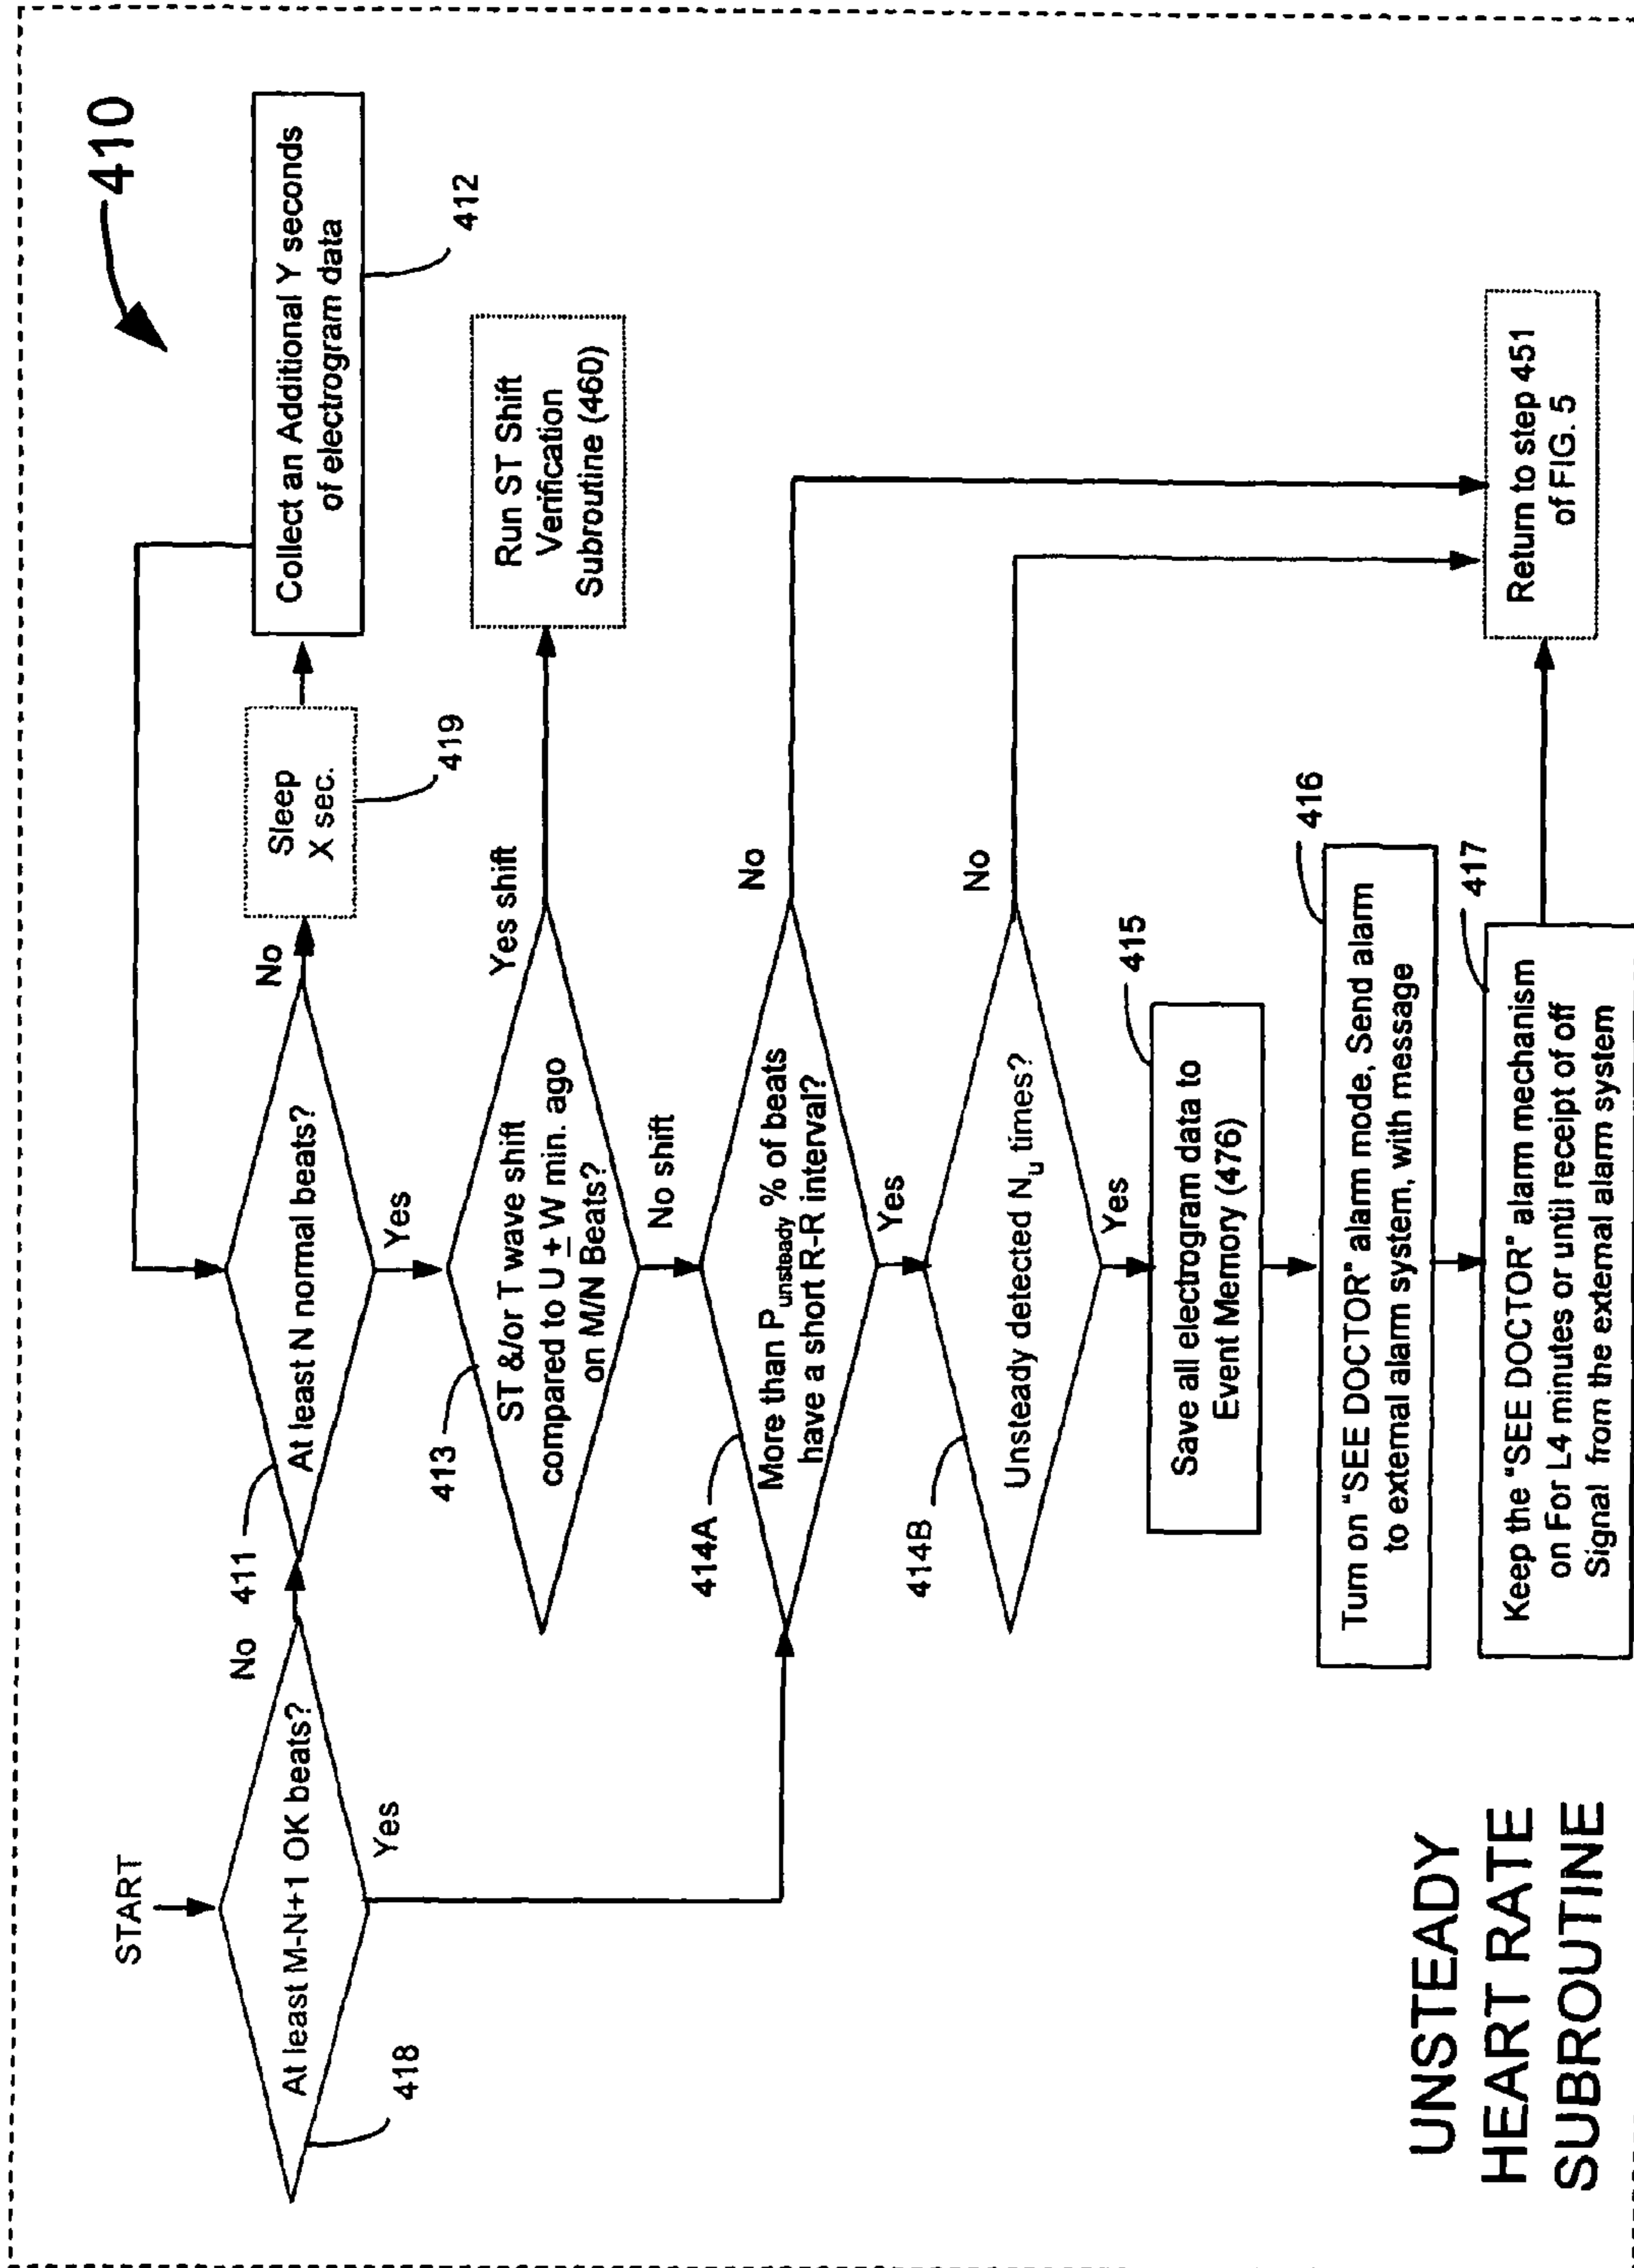 410
START
At least M-N+1 OK beats?
418
No
Yes
411
At least N normal beats?
No
Yes
Sleep
X sec.
419
Collect an Additional Y seconds
of electrogram data
412
413
ST &/or T wave shift
compared to U ± W min. ago
on M/N Beats?
Yes shift
No shift
Run ST Shift
Verification
Subroutine (460)
414A
More than Punsteady % of beats
have a short R-R interval?
No
Yes
414B
Unsteady detected Nu times?
No
Yes
415
Save all electrogram data to
Event Memory (476)
416
Turn on "SEE DOCTOR" alarm mode, Send alarm
to external alarm system, with message
417
Keep the "SEE DOCTOR" alarm mechanism
on For L4 minutes or until receipt of off
Signal from the external alarm system
Return to step 451
of FIG. 5
UNSTEADY
HEART RATE
SUBROUTINE